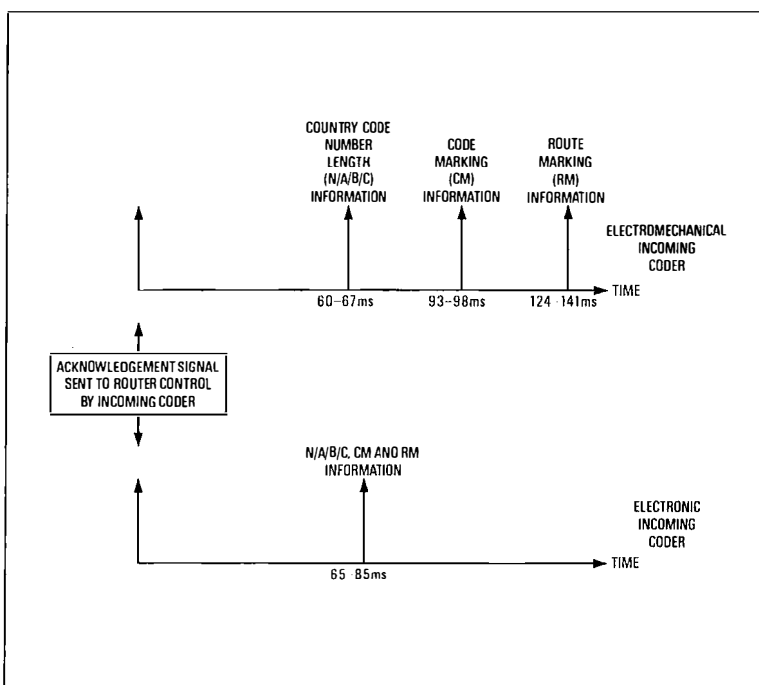 COUNTRY CODE
NUMBER
LENGTH
(N/A/B/C)
INFORMATION
CODE
MARKING
(CM)
INFORMATION
ROUTE
MARKING
(RM)
INFORMATION
ELECTROMECHANICAL
INCOMING
CODER
TIME
60–67ms
93–98ms
124-141ms
ACKNOWLEDGEMENT SIGNAL
SENT TO ROUTER CONTROL
BY INCOMING CODER
N/A/B/C, CM AND RM
INFORMATION
ELECTRONIC
INCOMING
CODER
TIME
65-85ms